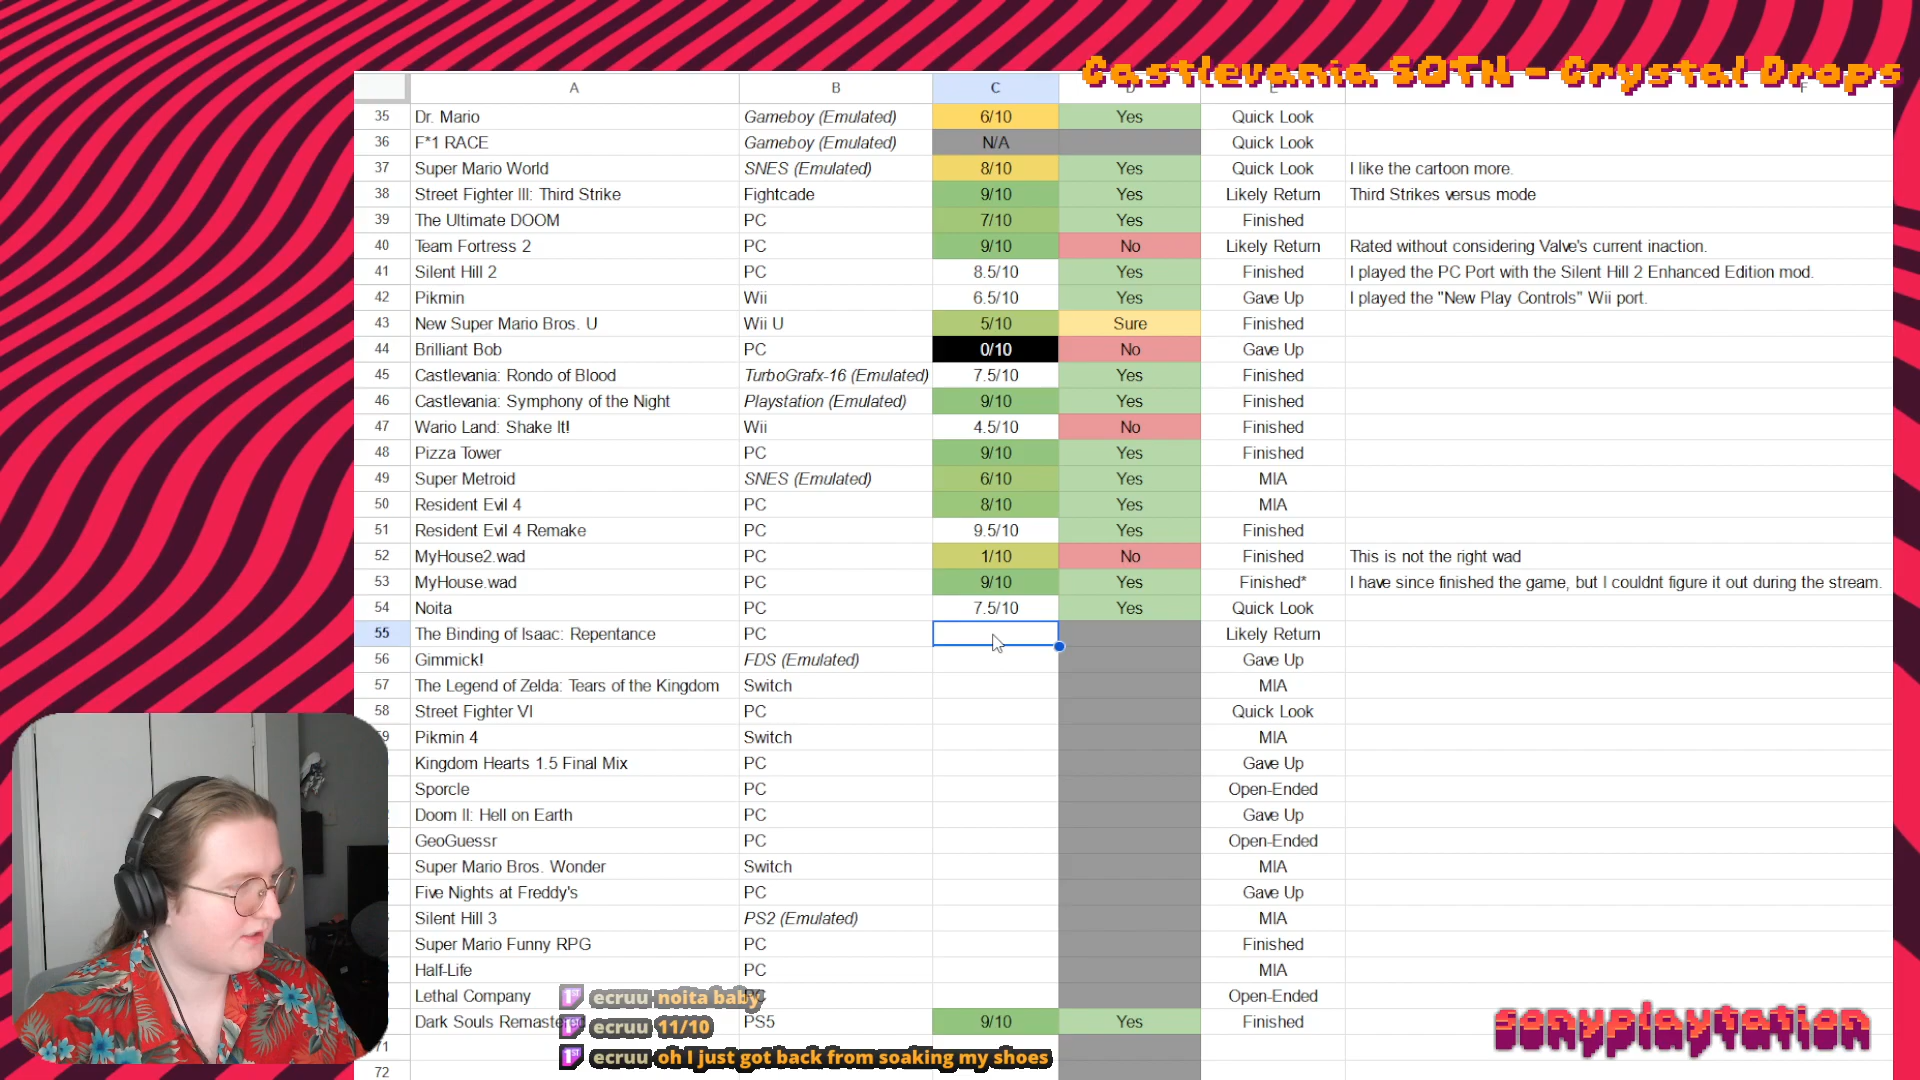 Castlevania SOTN - Crystal Drops
A B C D E F
35 Dr. Mario Gameboy (Emulated) 6/10 Yes Quick Look
36 F*1 RACE Gameboy (Emulated) N/A Quick Look
37 Super Mario World SNES (Emulated) 8/10 Yes Quick Look I like the cartoon more.
38 Street Fighter III: Third Strike Fightcade 9/10 Yes Likely Return Third Strikes versus mode
39 The Ultimate DOOM PC 7/10 Yes Finished
40 Team Fortress 2 PC 9/10 No Likely Return Rated without considering Valve's current inaction.
41 Silent Hill 2 PC 8.5/10 Yes Finished I played the PC Port with the Silent Hill 2 Enhanced Edition mod.
42 Pikmin Wii 6.5/10 Yes Gave Up I played the "New Play Controls" Wii port.
43 New Super Mario Bros. U Wii U 5/10 Sure Finished
44 Brilliant Bob PC 0/10 No Gave Up
45 Castlevania: Rondo of Blood TurboGrafx-16 (Emulated) 7.5/10 Yes Finished
46 Castlevania: Symphony of the Night Playstation (Emulated) 9/10 Yes Finished
47 Wario Land: Shake It! Wii 4.5/10 No Finished
48 Pizza Tower PC 9/10 Yes Finished
49 Super Metroid SNES (Emulated) 6/10 Yes MIA
50 Resident Evil 4 PC 8/10 Yes MIA
51 Resident Evil 4 Remake PC 9.5/10 Yes Finished
52 MyHouse2.wad PC 1/10 No Finished This is not the right wad
53 MyHouse.wad PC 9/10 Yes Finished* I have since finished the game, but I couldnt figure it out during the stream.
54 Noita PC 7.5/10 Yes Quick Look
55 The Binding of Isaac: Repentance PC Likely Return
56 Gimmick! FDS (Emulated) Gave Up
57 The Legend of Zelda: Tears of the Kingdom Switch MIA
58 Street Fighter VI PC Quick Look
Pikmin 4 Switch MIA
Kingdom Hearts 1.5 Final Mix PC Gave Up
Sporcle PC Open-Ended
Doom II: Hell on Earth PC Gave Up
GeoGuessr PC Open-Ended
Super Mario Bros. Wonder Switch MIA
Five Nights at Freddy's PC Gave Up
Silent Hill 3 PS2 (Emulated) MIA
Super Mario Funny RPG PC Finished
Half-Life PC MIA
Lethal Company PC Open-Ended
Dark Souls Remastered PS5 9/10 Yes Finished
71
72
1st ecruu noita baby
1st ecruu 11/10
1st ecruu oh I just got back from soaking my shoes
sonyplaytation